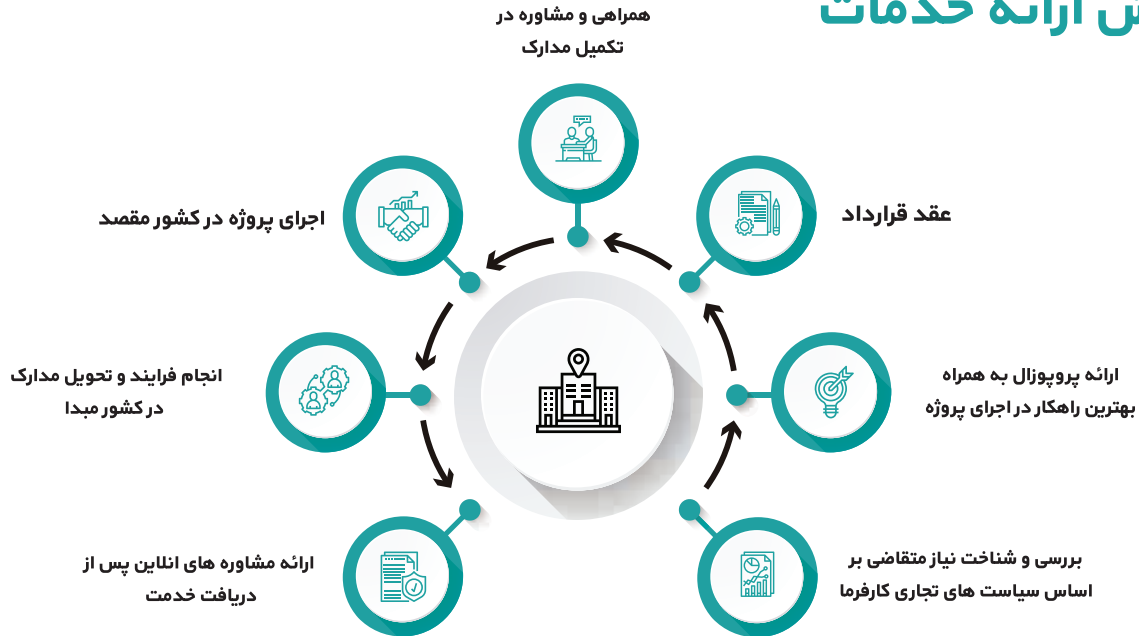 ارائه خدمات
همراهی و مشاوره در
تکمیل مدارک
عقد قرارداد
اجرای پروژه در کشور مقصد
ارائه پروپوزال به همراه
بهترین راهکار در اجرای پروژه
انجام فرایند و تحویل مدارک
در کشور مبدا
بررسی و شناخت نیاز متقاضی بر
اساس سیاست های تجاری کارفرما
ارائه مشاوره های انلاین پس از
دریافت خدمت